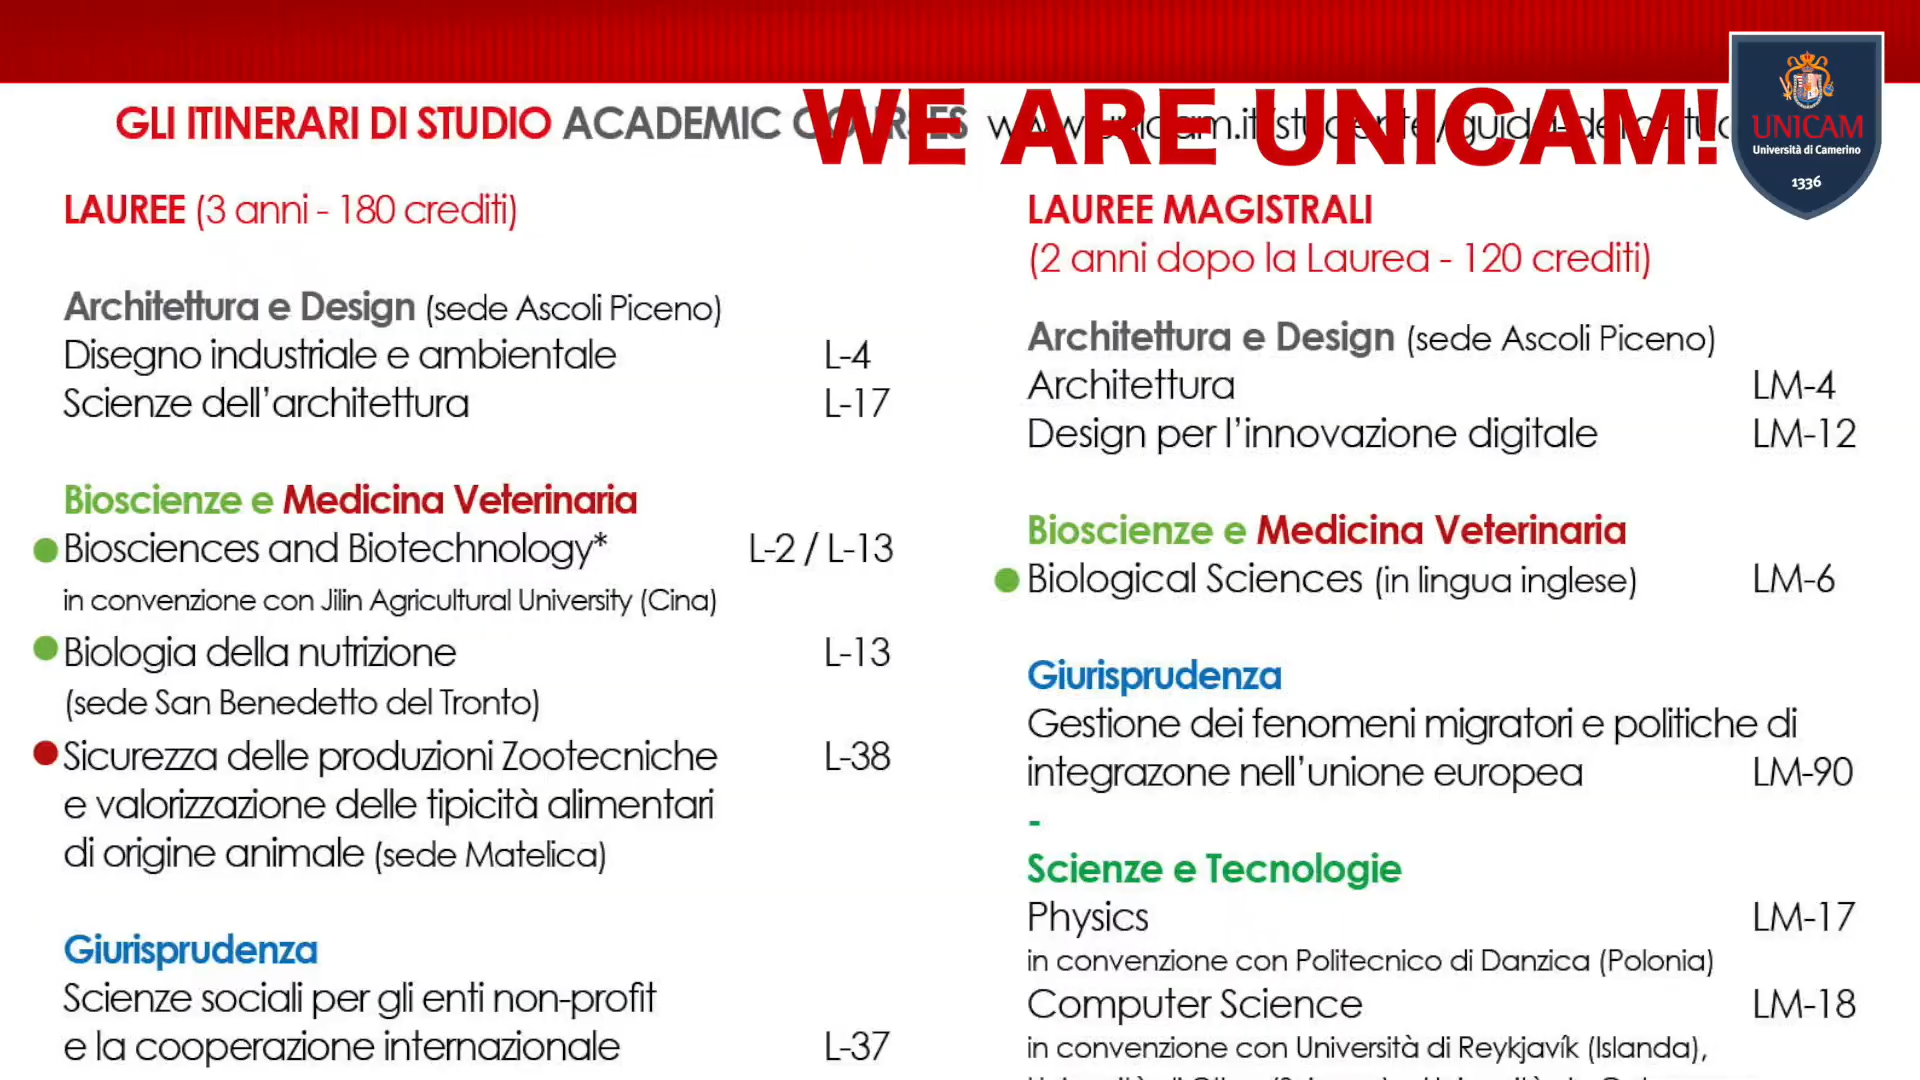 GLI ITINERARI DI STUDIO ACADEMIC COURSES
WE ARE UNICAM!
UNICAM
Università di Camerino
1336
LAUREE (3 anni - 180 crediti)
Architettura e Design (sede Ascoli Piceno)
Disegno industriale e ambientale L-4
Scienze dell’architettura L-17
Bioscienze e Medicina Veterinaria
Biosciences and Biotechnology* L-2 / L-13
in convenzione con Jilin Agricultural University (Cina)
Biologia della nutrizione L-13
(sede San Benedetto del Tronto)
Sicurezza delle produzioni Zootecniche L-38
e valorizzazione delle tipicità alimentari
di origine animale (sede Matelica)
Giurisprudenza
Scienze sociali per gli enti non-profit
e la cooperazione internazionale L-37
LAUREE MAGISTRALI
(2 anni dopo la Laurea - 120 crediti)
Architettura e Design (sede Ascoli Piceno)
Architettura LM-4
Design per l’innovazione digitale LM-12
Bioscienze e Medicina Veterinaria
Biological Sciences (in lingua inglese) LM-6
Giurisprudenza
Gestione dei fenomeni migratori e politiche di
integrazone nell’unione europea LM-90
-
Scienze e Tecnologie
Physics LM-17
in convenzione con Politecnico di Danzica (Polonia)
Computer Science LM-18
in convenzione con Università di Reykjavík (Islanda),